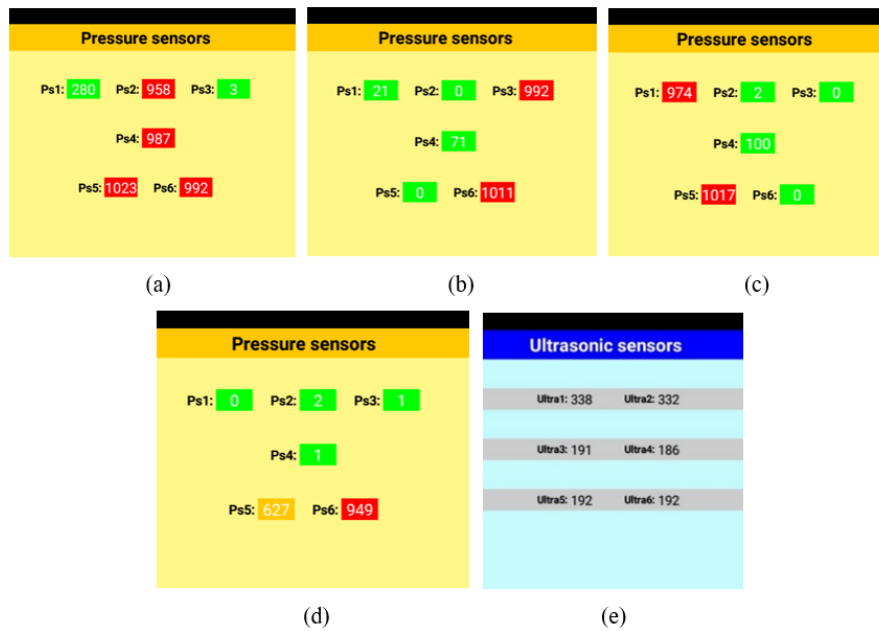 Pressure sensors
Ps1: 280 Ps2: 958 Ps3: 3
Ps4: 987
Ps5: 1023 Ps6: 992
(a)
Pressure sensors
Ps1: 21 Ps2: 0 Ps3: 992
Ps4: 71
Ps5: 0 Ps6: 1011
(b)
Pressure sensors
Ps1: 974 Ps2: 2 Ps3: 0
Ps4: 100
Ps5: 1017 Ps6: 0
(c)
Pressure sensors
Ps1: 0 Ps2: 2 Ps3: 1
Ps4: 1
Ps5: 627 Ps6: 949
(d)
Ultrasonic sensors
Ultra1: 338 Ultra2: 332
Ultra3: 191 Ultra4: 186
Ultra5: 192 Ultra6: 192
(e)